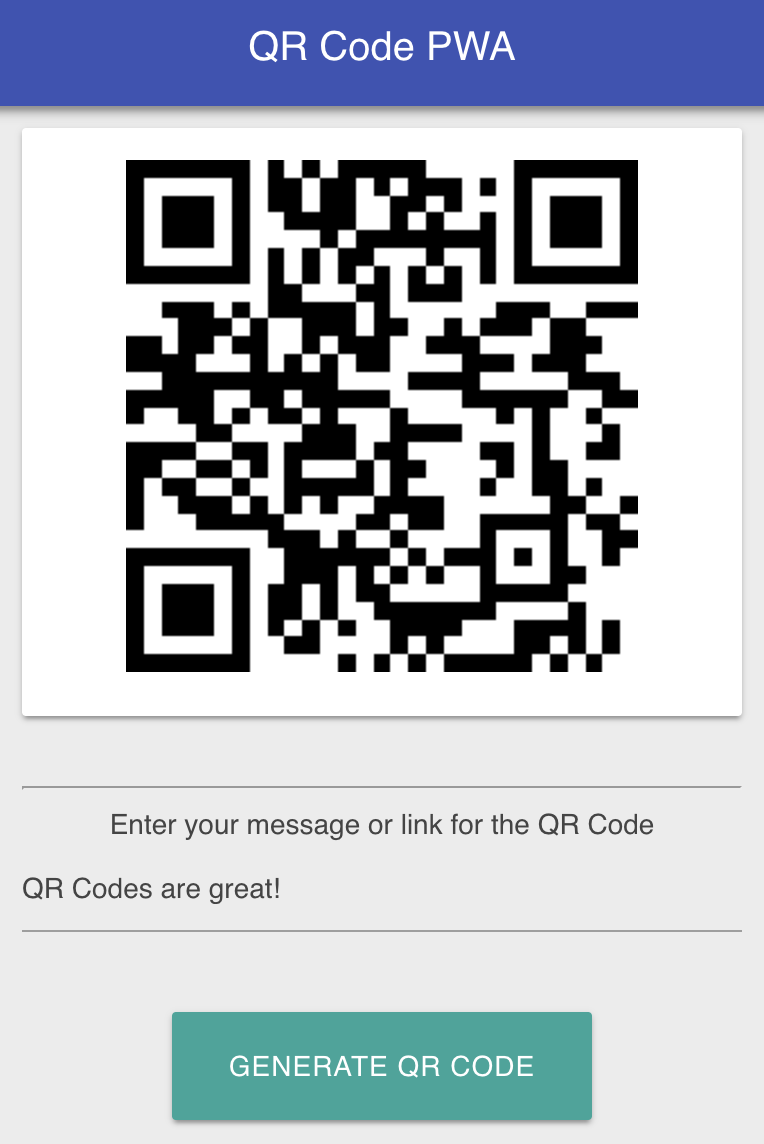 QR Code PWA
Enter your message or link for the QR Code
QR Codes are great!
GENERATE QR CODE